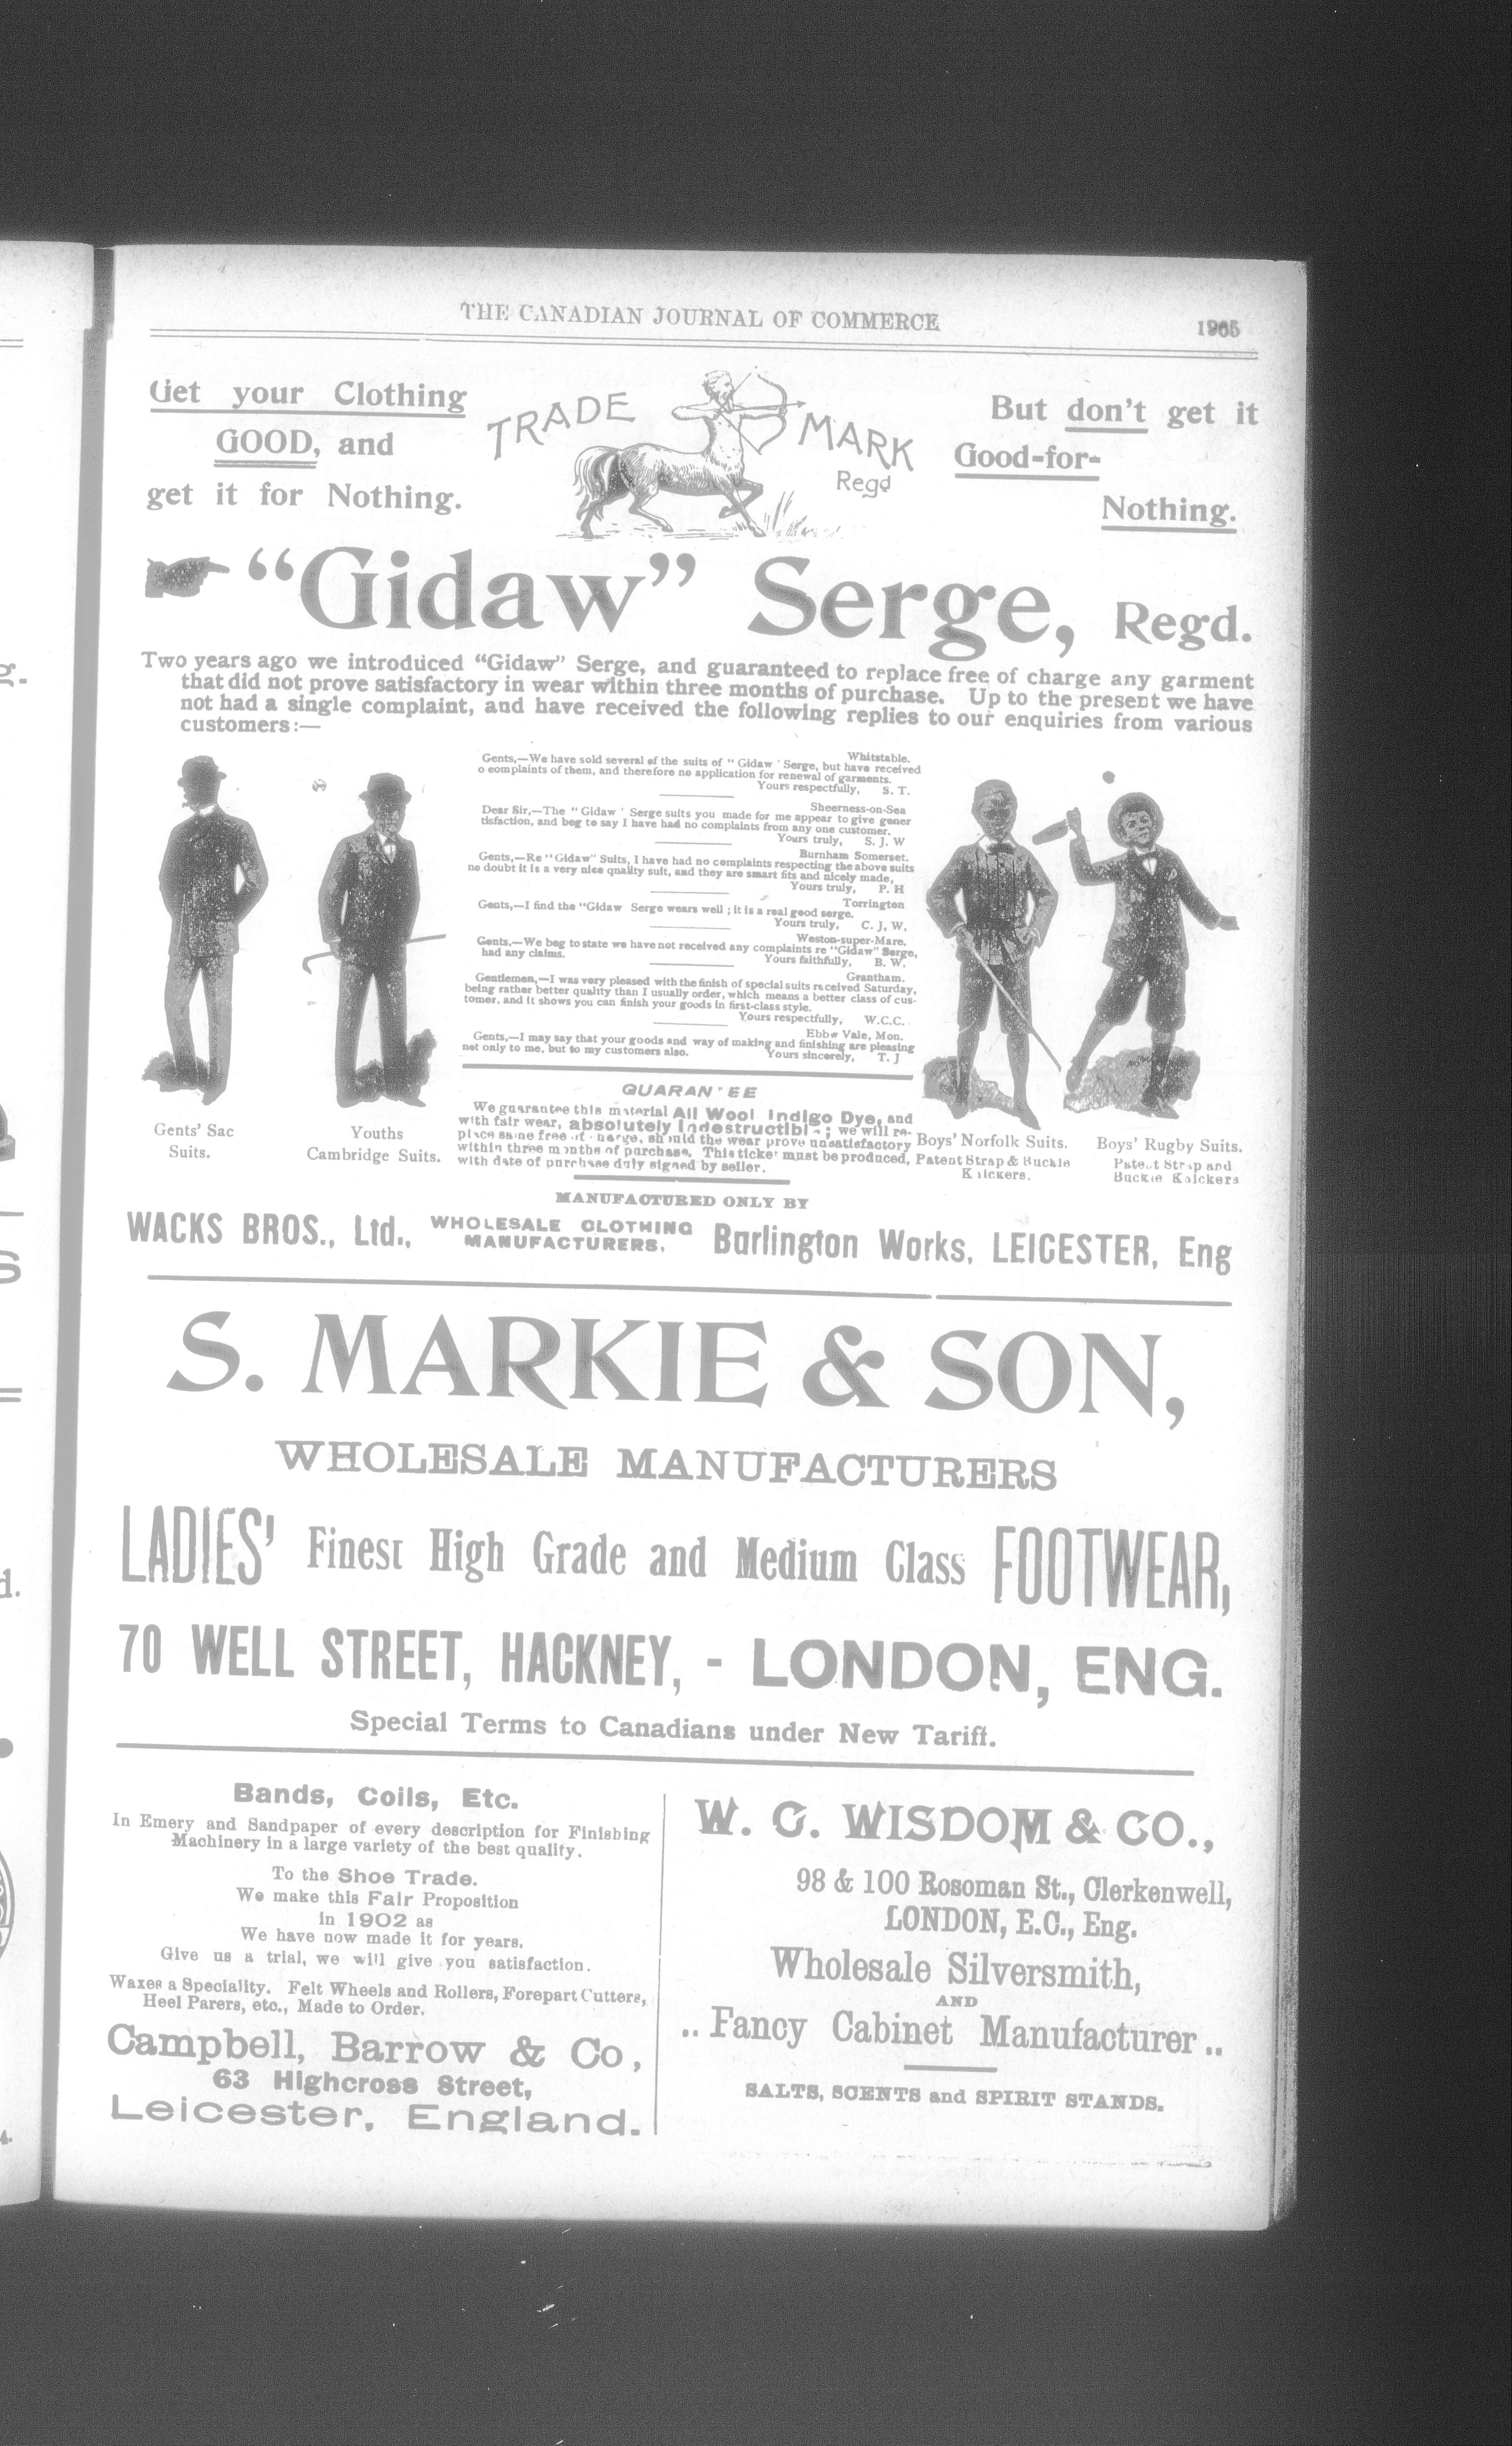 THE CANADIAN JOURNAL OF COMMERCE 1965
Get your Clothing
GOOD, and
get it for Nothing.
TRADE MARK
Regd
But don't get it
Good-for-
Nothing.
"Gidaw" Serge, Regd.
Two years ago we introduced "Gidaw" Serge, and guaranteed to replace free of charge any garment
that did not prove satisfactory in wear within three months of purchase. Up to the present we have
not had a single complaint, and have received the following replies to our enquiries from various
customers:—
Whitstable.
Gents,—We have sold several of the suits of "Gidaw' Serge, but have received
o complaints of them, and therefore no application for renewal of garments.
Yours respectfully, S. T.
Sheerness-on-Sea
Dear Sir,—The "Gidaw' Serge suits you made for me appear to give gener
tisfaction, and beg to say I have had no complaints from any one customer.
Yours truly, S. J. W
Burnham Somerset.
Gents,—Re "Gidaw" Suits, I have had no complaints respecting the above suits
no doubt it is a very nice quality suit, and they are smart fits and nicely made,
Yours truly, P. H
Torrington
Gents,—I find the "Gidaw Serge wears well; it is a real good serge.
Yours truly, C. J, W.
Weston-super-Mare.
Gents,—We beg to state we have not received any complaints re "Gidaw" Serge,
had any claims.
Yours faithfully, B. W.
Grantham.
Gentlemen,—I was very pleased with the finish of special suits received Saturday,
being rather better quality than I usually order, which means a better class of cus-
tomer, and it shows you can finish your goods in first-class style.
Yours respectfully, W.C.C.
Ebbw Vale, Mon.
Gents,—I may say that your goods and way of making and finishing are pleasing
not only to me, but to my customers also. Yours sincerely, T. J
GUARAN EE
We guarantee this material All Wool Indigo Dye, and
with fair wear, absolutely Indestructibl ; we will re-
place same free of harge, should the wear prove unsatisfactory
within three months of purchase. This ticket must be produced,
with date of purchase duly signed by seller.
Gents' Sac
Suits.
Youths
Cambridge Suits.
Boys' Norfolk Suits.
Patent Strap & Buckle
Knickers.
Boys' Rugby Suits.
Patent Strap and
Buckle Knickers
MANUFACTURED ONLY BY
WACKS BROS., Ltd., WHOLESALE CLOTHING MANUFACTURERS, Burlington Works, LEICESTER, Eng
S. MARKIE & SON,
WHOLESALE MANUFACTURERS
LADIES' Finest High Grade and Medium Class FOOTWEAR,
70 WELL STREET, HACKNEY, - LONDON, ENG.
Special Terms to Canadians under New Tariff.
Bands, Coils, Etc.
In Emery and Sandpaper of every description for Finishing
Machinery in a large variety of the best quality.
To the Shoe Trade.
We make this Fair Proposition
in 1902 as
We have now made it for years.
Give us a trial, we will give you satisfaction.
Waxes a Speciality. Felt Wheels and Rollers, Forepart Cutters,
Heel Parers, etc., Made to Order.
Campbell, Barrow & Co,
63 Highcross Street,
Leicester, England.
W. G. WISDOM & CO.,
98 & 100 Rosoman St., Clerkenwell,
LONDON, E.C., Eng.
Wholesale Silversmith,
AND
.. Fancy Cabinet Manufacturer ..
SALTS, SCENTS and SPIRIT STANDS.